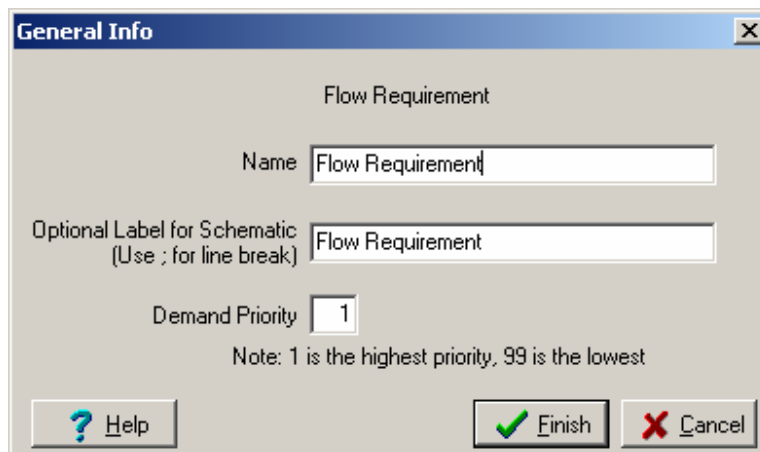 General Info
Flow Requirement
Name Flow Requirement
Optional Label for Schematic
(Use ; for line break) Flow Requirement
Demand Priority 1
Note: 1 is the highest priority, 99 is the lowest
Help Finish Cancel